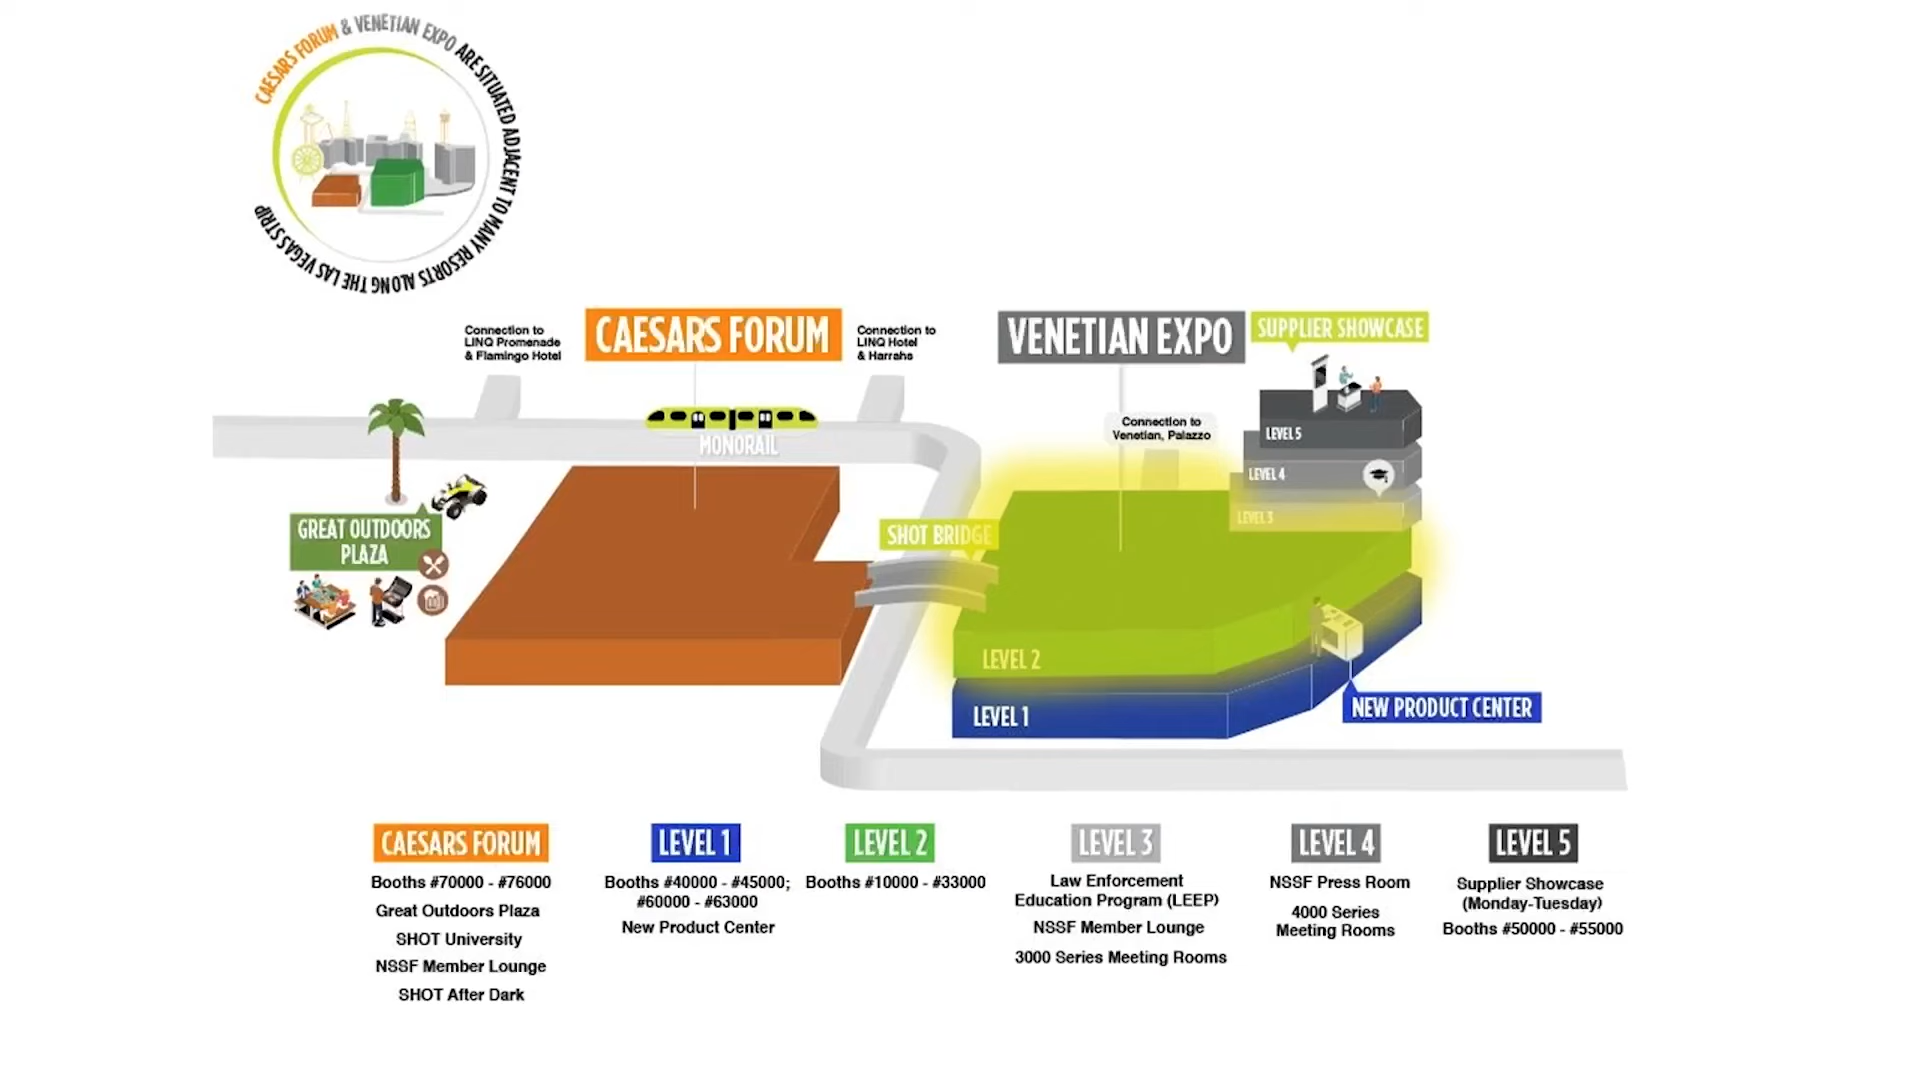 CAESARS FORUM & VENETIAN EXPO ARE SITUATED ADJACENT TO MANY RESORTS ALONG THE LAS VEGAS STRIP
Connection to
LINQ Promenade
& Flamingo Hotel
CAESARS FORUM
Connection to
LINQ Hotel
& Harrahs
VENETIAN EXPO
SUPPLIER SHOWCASE
MONORAIL
Connection to
Venetian, Palazzo
LEVEL 5
LEVEL 4
LEVEL 3
GREAT OUTDOORS
PLAZA
SHOT BRIDGE
LEVEL 2
LEVEL 1
NEW PRODUCT CENTER
CAESARS FORUM
Booths #70000 - #76000
Great Outdoors Plaza
SHOT University
NSSF Member Lounge
SHOT After Dark
LEVEL 1
Booths #40000 - #45000;
#60000 - #63000
New Product Center
LEVEL 2
Booths #10000 - #33000
LEVEL 3
Law Enforcement
Education Program (LEEP)
NSSF Member Lounge
3000 Series Meeting Rooms
LEVEL 4
NSSF Press Room
4000 Series
Meeting Rooms
LEVEL 5
Supplier Showcase
(Monday-Tuesday)
Booths #50000 - #55000